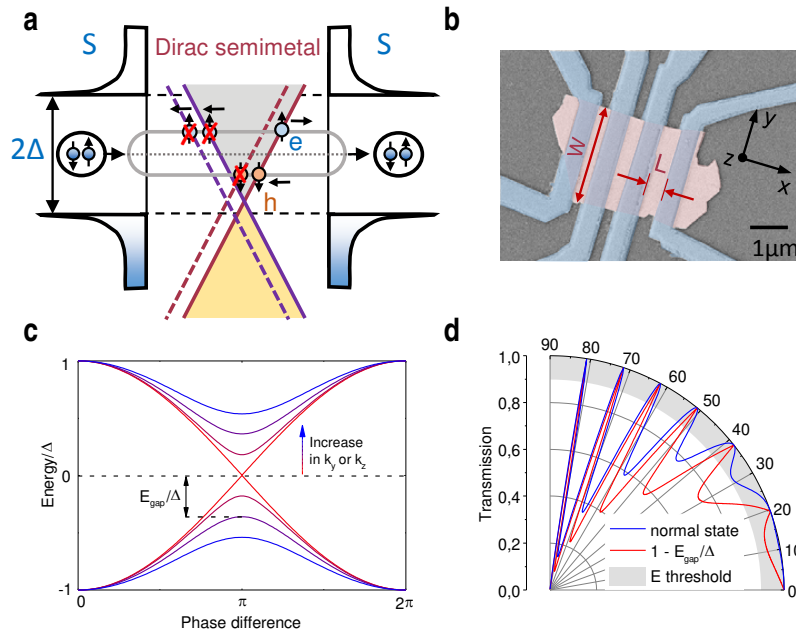 a
S
Dirac semimetal
S
2Δ
e
h
b
W
L
y
z
x
1µm
c
Energy/Δ
1
0
-1
E_gap/Δ
Increase
in k_y or k_z
0
π
2π
Phase difference
d
Transmission
1,0
0,8
0,6
0,4
0,2
0,0
90
80
70
60
50
40
30
20
10
0
normal state
1 - E_gap/Δ
E threshold